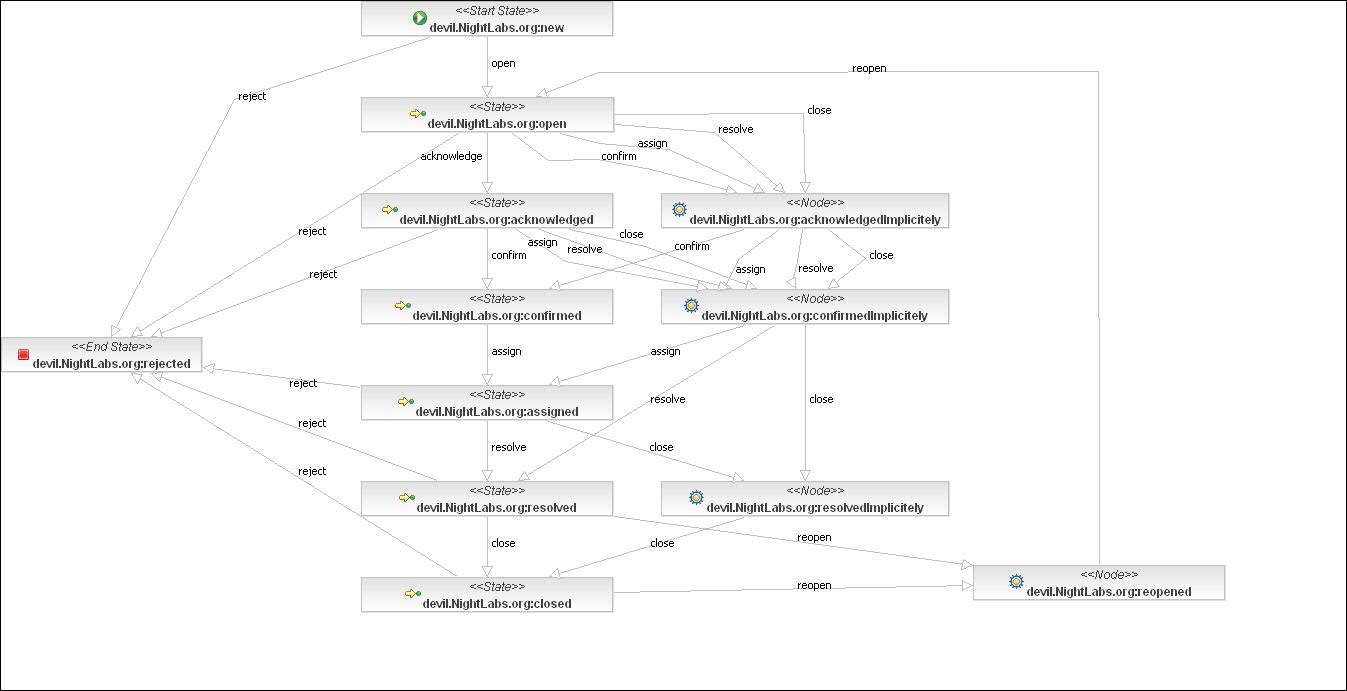 <<Start State>>
devil.NightLabs.org:new
open
reopen
reject
<<State>>
devil.NightLabs.org:open
close
resolve
assign
confirm
acknowledge
<<State>>
devil.NightLabs.org:acknowledged
<<Node>>
devil.NightLabs.org:acknowledgedImplicitely
reject
close
assign
resolve
confirm
confirm
close
assign
resolve
reject
<<State>>
devil.NightLabs.org:confirmed
<<Node>>
devil.NightLabs.org:confirmedImplicitely
<<End State>>
devil.NightLabs.org:rejected
assign
assign
reject
<<State>>
devil.NightLabs.org:assigned
resolve
close
reject
resolve
close
reject
<<State>>
devil.NightLabs.org:resolved
<<Node>>
devil.NightLabs.org:resolvedImplicitely
close
close
reopen
<<State>>
devil.NightLabs.org:closed
reopen
<<Node>>
devil.NightLabs.org:reopened